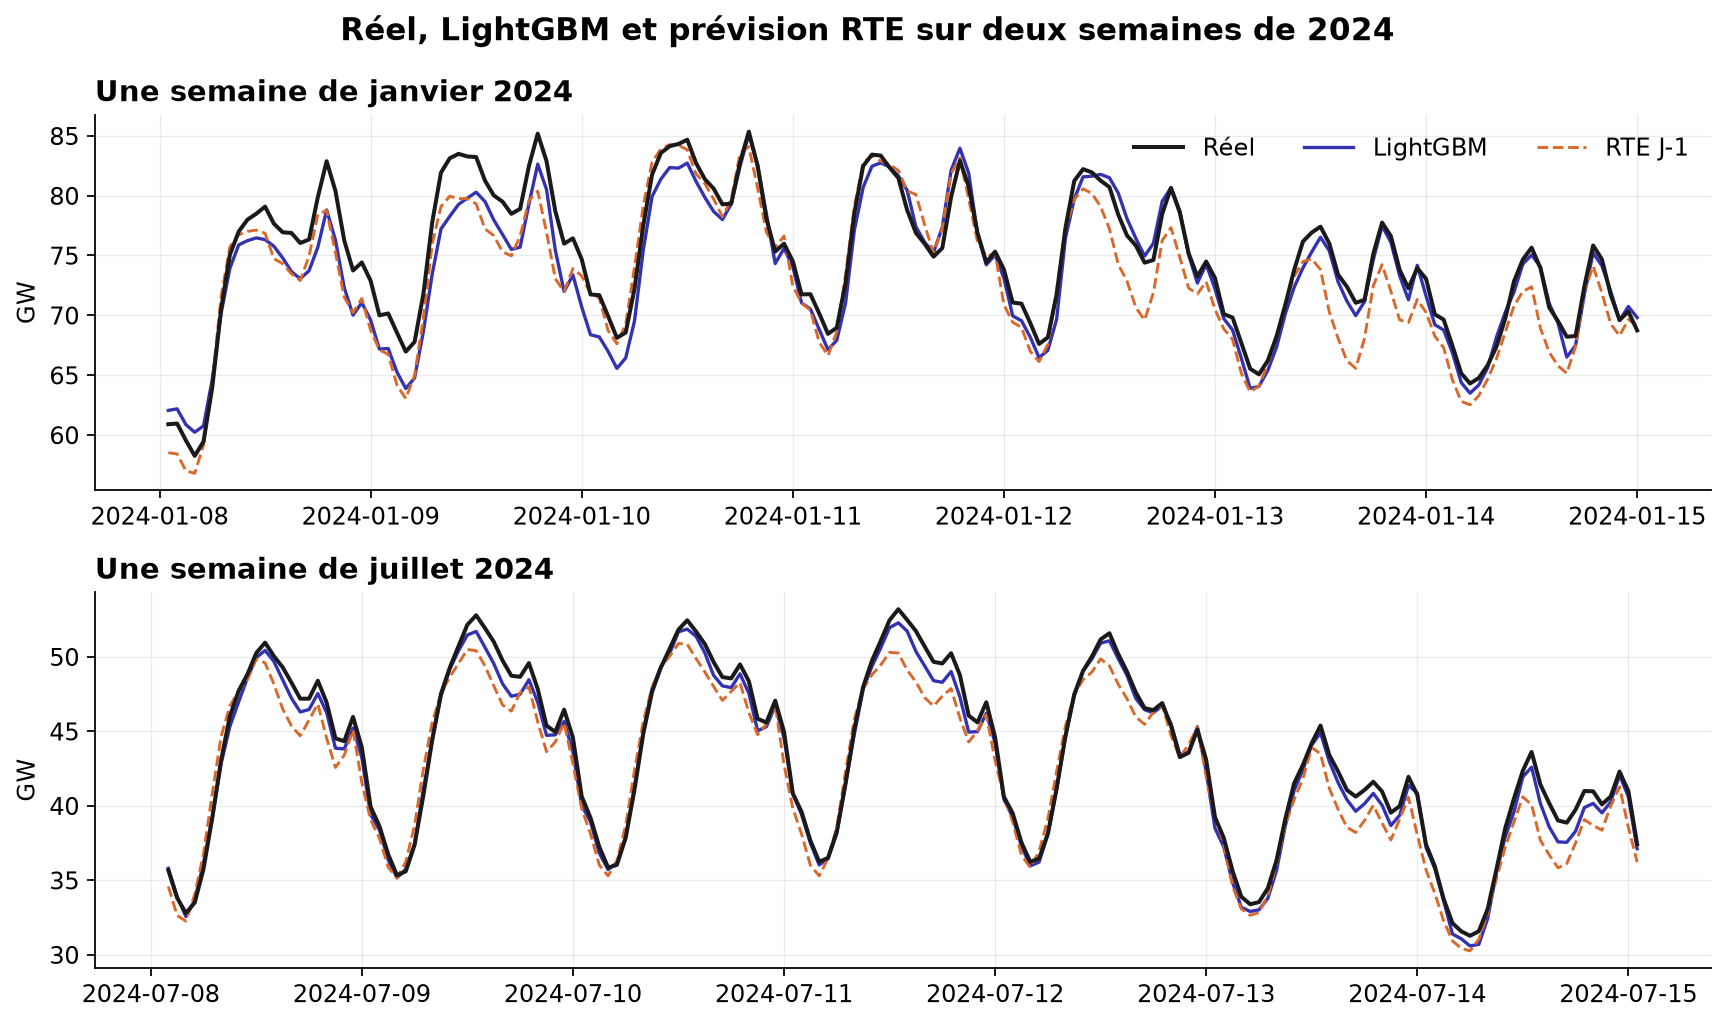 Réel, LightGBM et prévision RTE sur deux semaines de 2024
Une semaine de janvier 2024
Réel LightGBM RTE J-1
85
80
75
70
65
60
GW
2024-01-08 2024-01-09 2024-01-10 2024-01-11 2024-01-12 2024-01-13 2024-01-14 2024-01-15
Une semaine de juillet 2024
50
45
40
35
30
GW
2024-07-08 2024-07-09 2024-07-10 2024-07-11 2024-07-12 2024-07-13 2024-07-14 2024-07-15